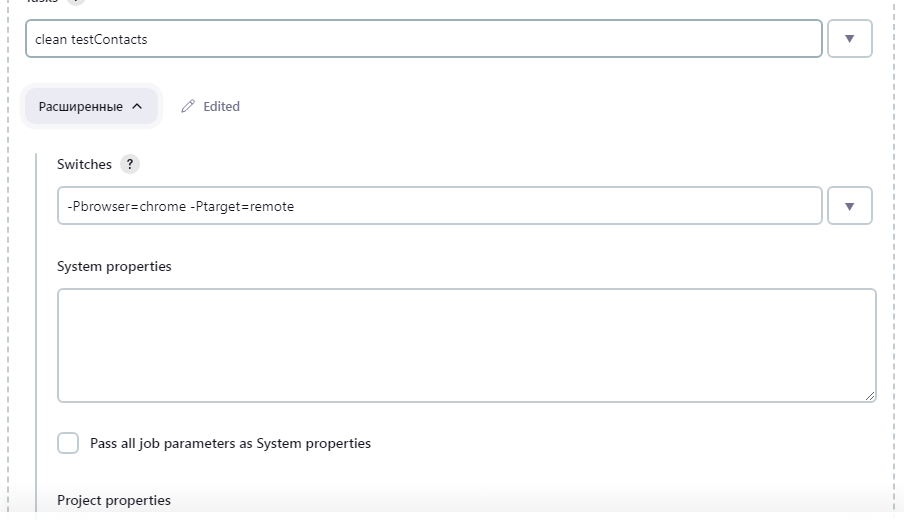 Tasks ?
clean testContacts
Расширенные Edited
Switches ?
-Pbrowser=chrome -Ptarget=remote
System properties
Pass all job parameters as System properties
Project properties